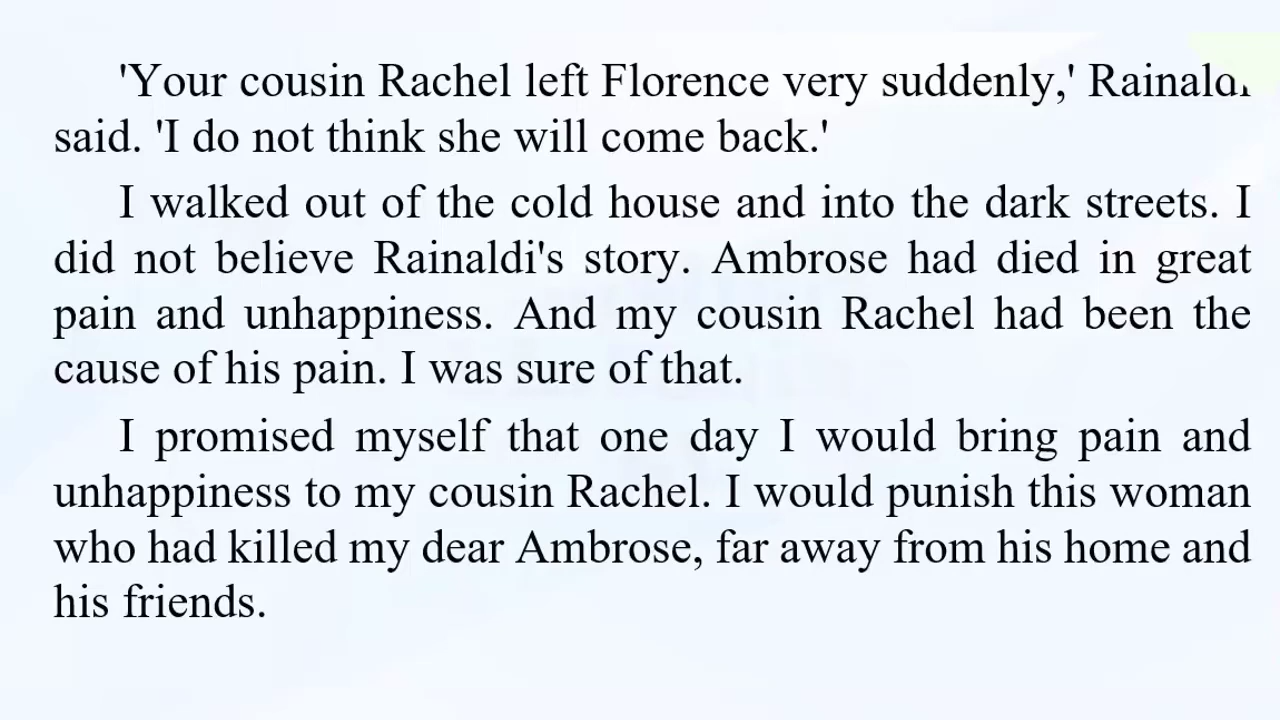 'Your cousin Rachel left Florence very suddenly,' Rainaldi
said. 'I do not think she will come back.'
I walked out of the cold house and into the dark streets. I
did not believe Rainaldi's story. Ambrose had died in great
pain and unhappiness. And my cousin Rachel had been the
cause of his pain. I was sure of that.
I promised myself that one day I would bring pain and
unhappiness to my cousin Rachel. I would punish this woman
who had killed my dear Ambrose, far away from his home and
his friends.